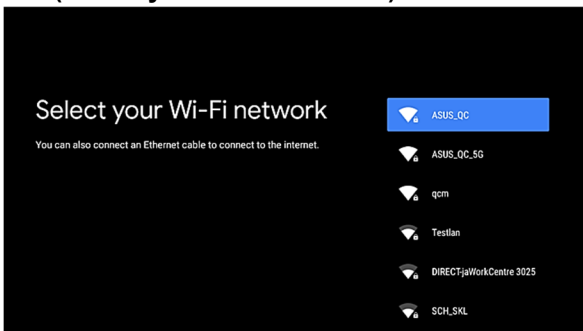 Select your Wi-Fi network
You can also connect an Ethernet cable to connect to the internet.
ASUS_QC
ASUS_QC_5G
qcm
Testlan
DIRECT-jaWorkCentre 3025
SCH_SKL